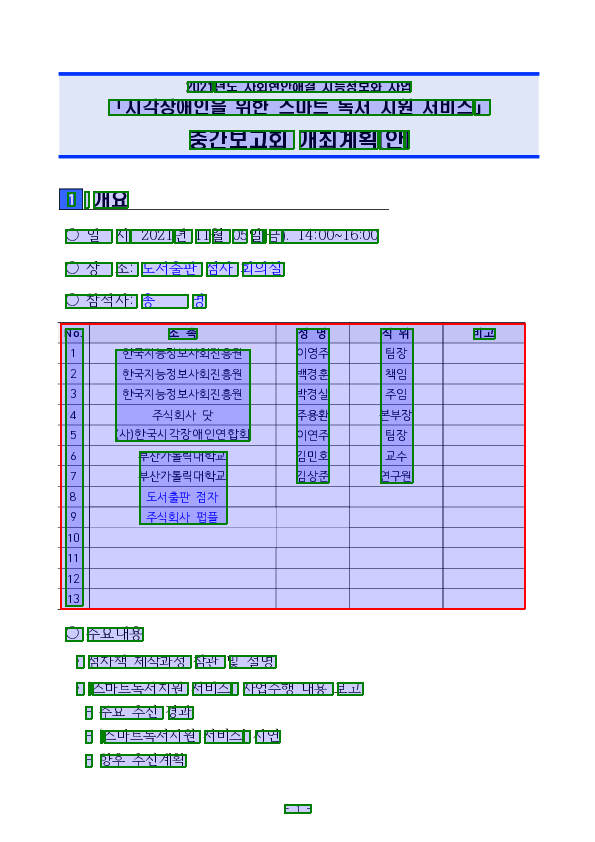 2021년도 사회현안해결 지능정보화 사업
「시각장애인을 위한 스마트 독서 지원 서비스」
중간보고회 개최계획(안)
1 개요
○ 일 시: 2021년 11월 05일(금). 14:00~16:00
○ 장 소: 도서출판 점자 회의실
○ 참석자: 총 명
No. 소 속 성 명 직 위 비고
1 한국지능정보사회진흥원 이영주 팀장
2 한국지능정보사회진흥원 백경훈 책임
3 한국지능정보사회진흥원 박경실 주임
4 주식회사 닷 주용환 본부장
5 (사)한국시각장애인연합회 이연주 팀장
6 부산가톨릭대학교 김민호 교수
7 부산가톨릭대학교 김상준 연구원
8 도서출판 점자
9 주식회사 펍플
10
11
12
13
○ 주요내용
- 점자책 제작과정 참관 및 설명
- 「스마트독서지원 서비스」 사업수행 내용 보고
- 주요 추진 경과
- 「스마트독서지원 서비스」 시연
- 향후 추진계획
- 1 -